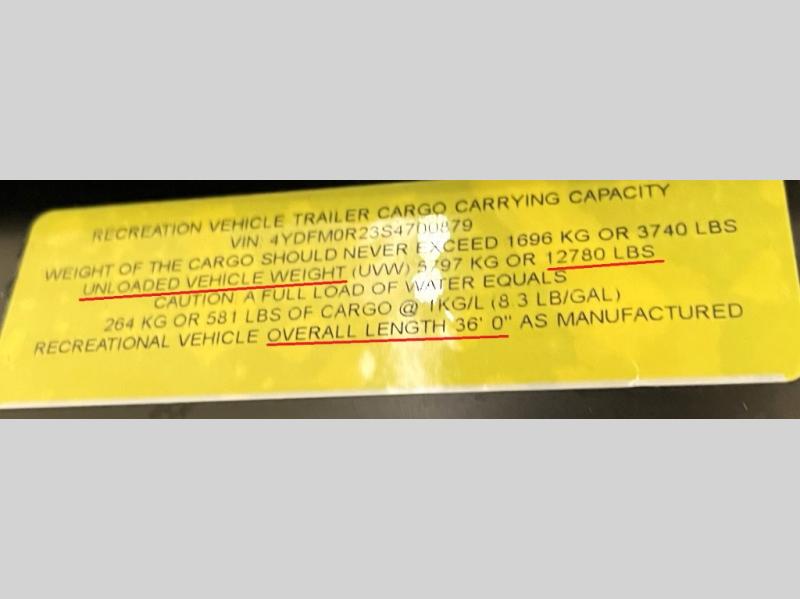 RECREATION VEHICLE TRAILER CARGO CARRYING CAPACITY
VIN: 4YDFM0R23S4700879
WEIGHT OF THE CARGO SHOULD NEVER EXCEED 1696 KG OR 3740 LBS
UNLOADED VEHICLE WEIGHT (UVW) 5797 KG OR 12780 LBS
CAUTION A FULL LOAD OF WATER EQUALS
264 KG OR 581 LBS OF CARGO @ 1KG/L (8.3 LB/GAL)
RECREATIONAL VEHICLE OVERALL LENGTH 36' 0" AS MANUFACTURED